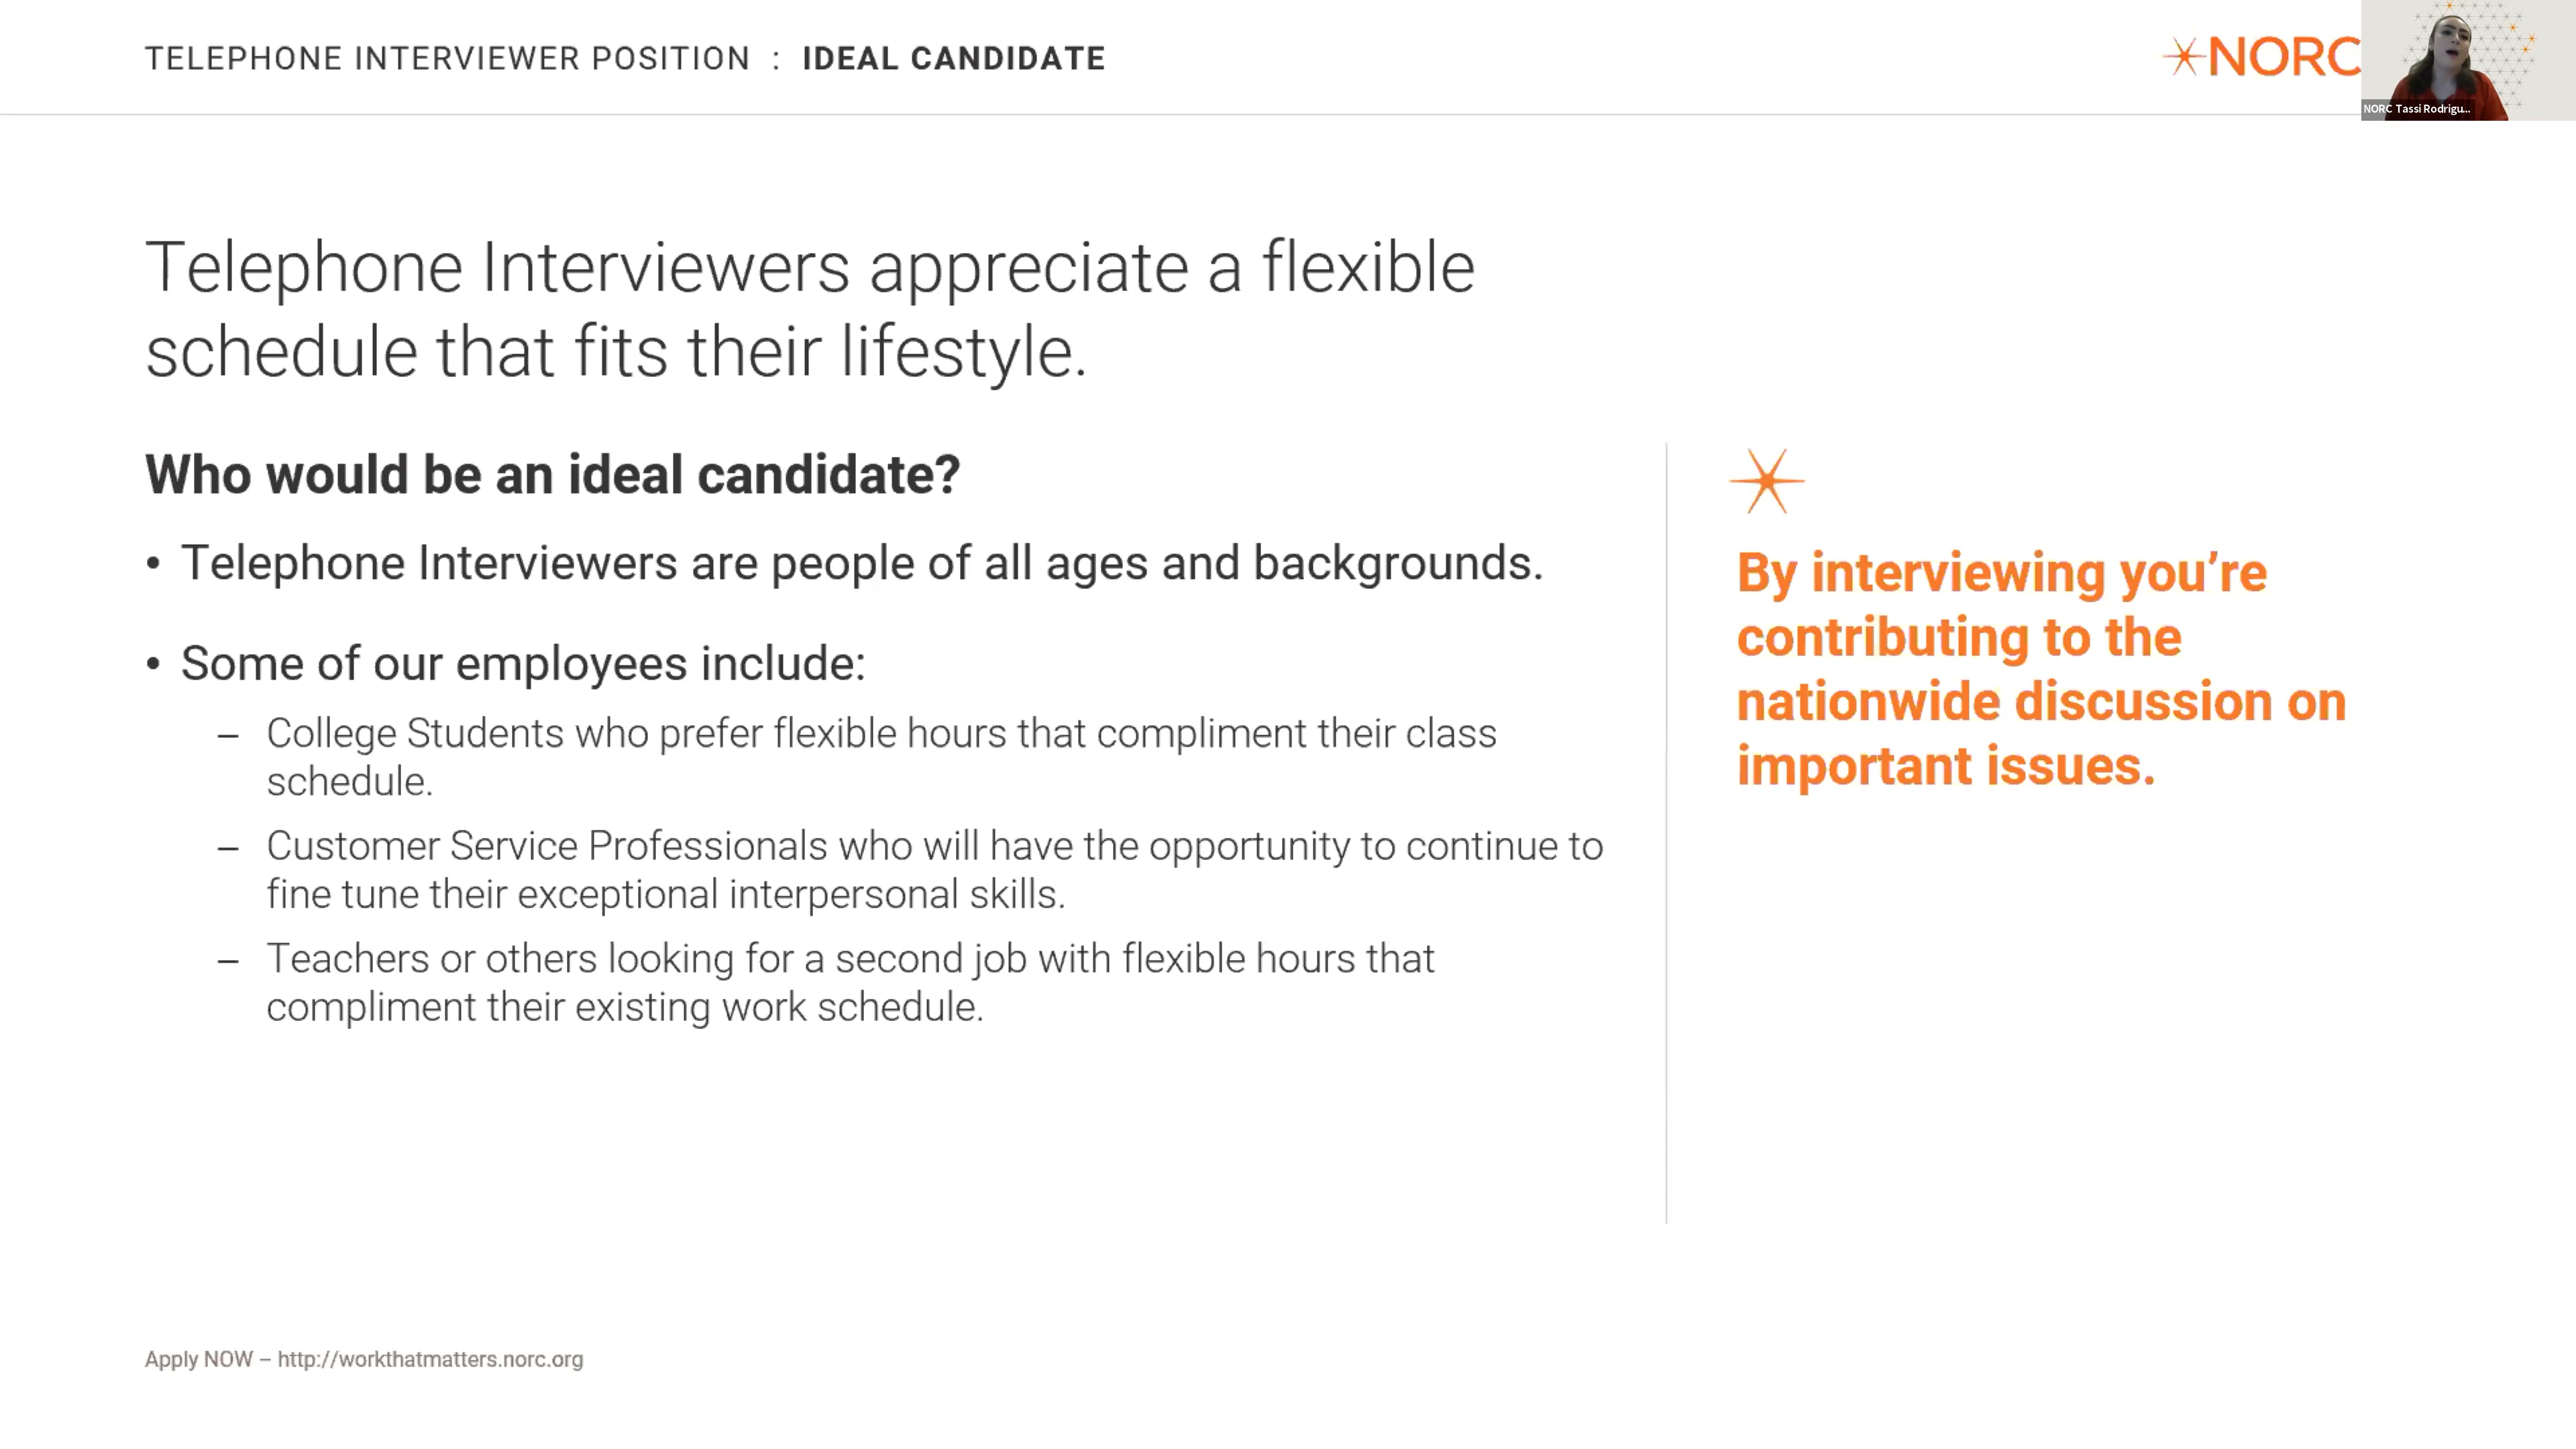 TELEPHONE INTERVIEWER POSITION : IDEAL CANDIDATE
NORC
NORC Tassi Rodrigu...
Telephone Interviewers appreciate a flexible
schedule that fits their lifestyle.
Who would be an ideal candidate?
• Telephone Interviewers are people of all ages and backgrounds.
• Some of our employees include:
– College Students who prefer flexible hours that compliment their class
schedule.
– Customer Service Professionals who will have the opportunity to continue to
fine tune their exceptional interpersonal skills.
– Teachers or others looking for a second job with flexible hours that
compliment their existing work schedule.
By interviewing you’re
contributing to the
nationwide discussion on
important issues.
Apply NOW – http://workthatmatters.norc.org